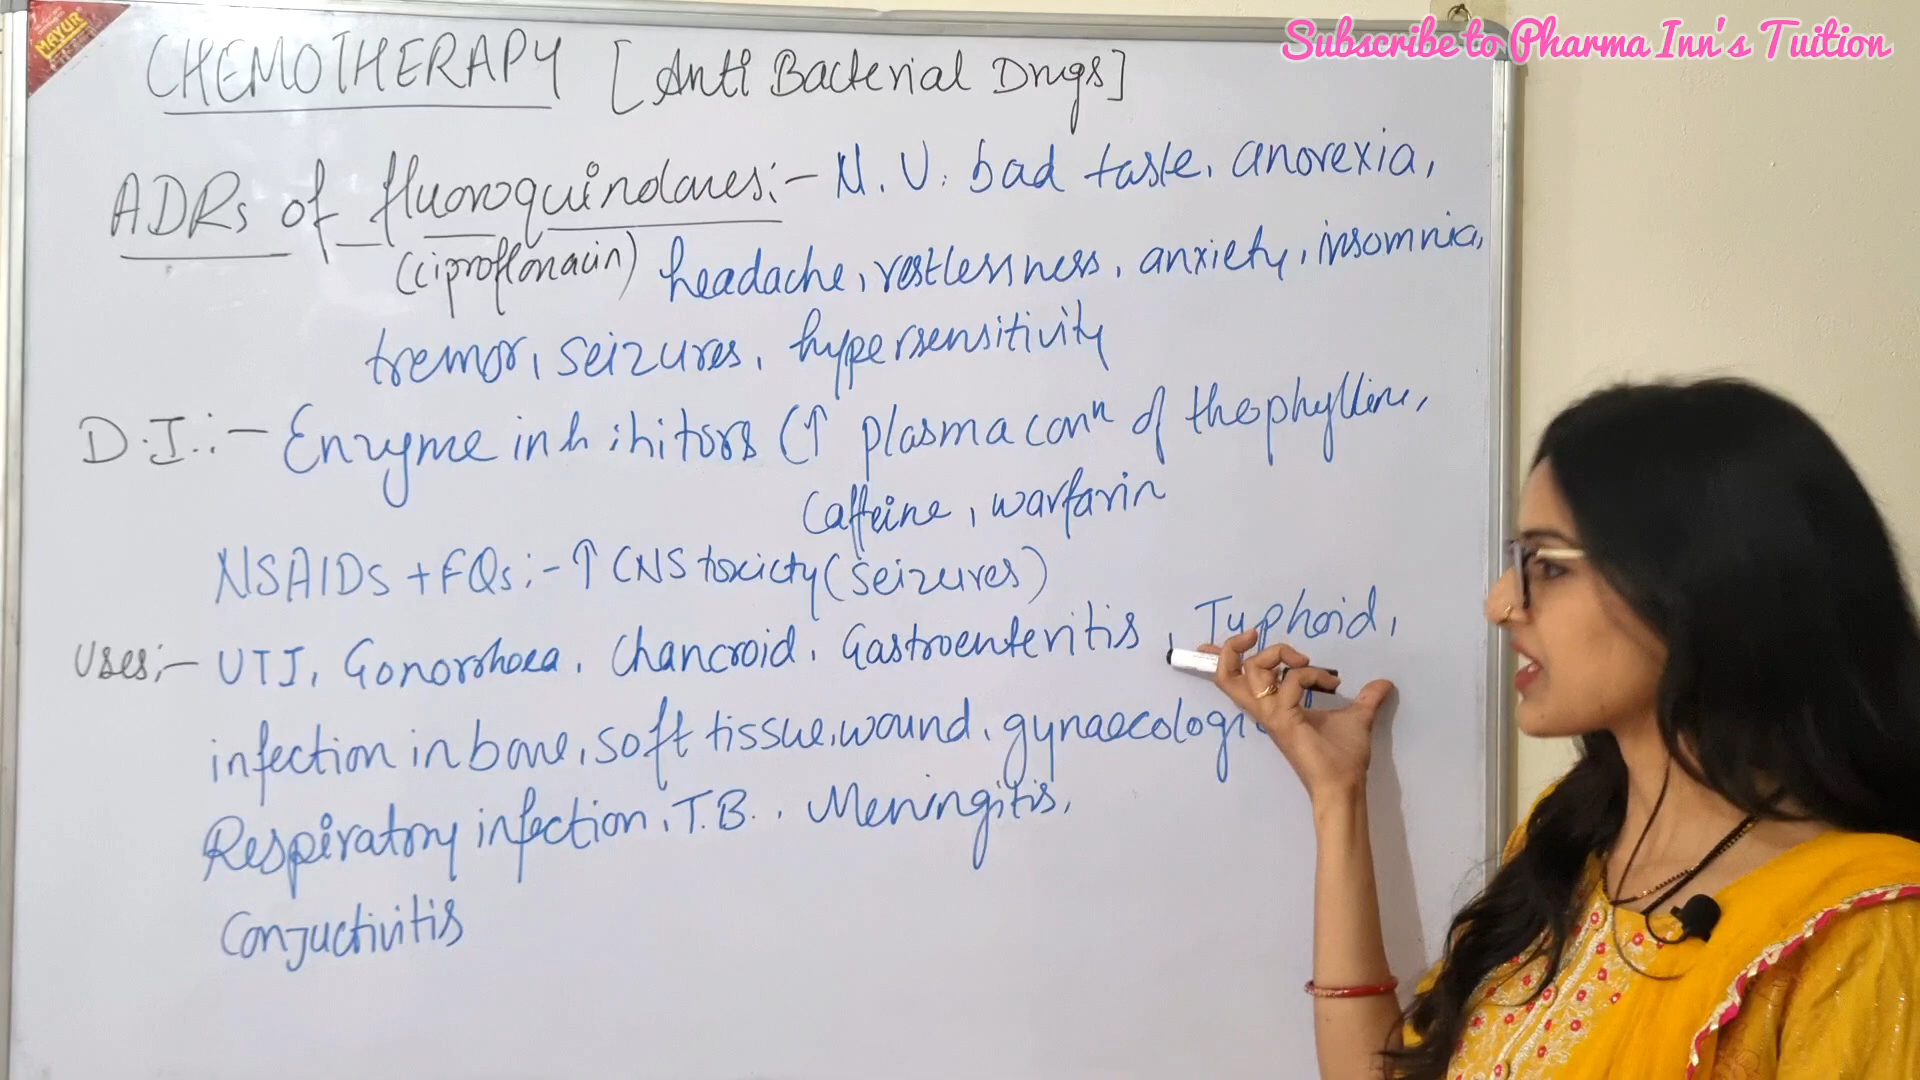 Subscribe to Pharma Inn's Tuition
MAYUR
CHEMOTHERAPY [Anti Bacterial Drugs]
ADRs of fluoroquinolones:- N. V. bad taste, anorexia,
(ciprofloxacin) headache, restlessness, anxiety, insomnia,
tremor, seizures, hypersensitivity
D.I.:- Enzyme inhibitors (↑ plasma conⁿ of theophylline,
Caffeine, warfarin
NSAIDs + FQs:- ↑ CNS toxicty (seizures)
Uses:- UTI, Gonorrhoea, Chancroid, Gastroenteritis, Typhoid,
infection in bone, soft tissue, wound, gynaecologi
Respiratory infection, T.B., Meningitis,
Conjuctivitis